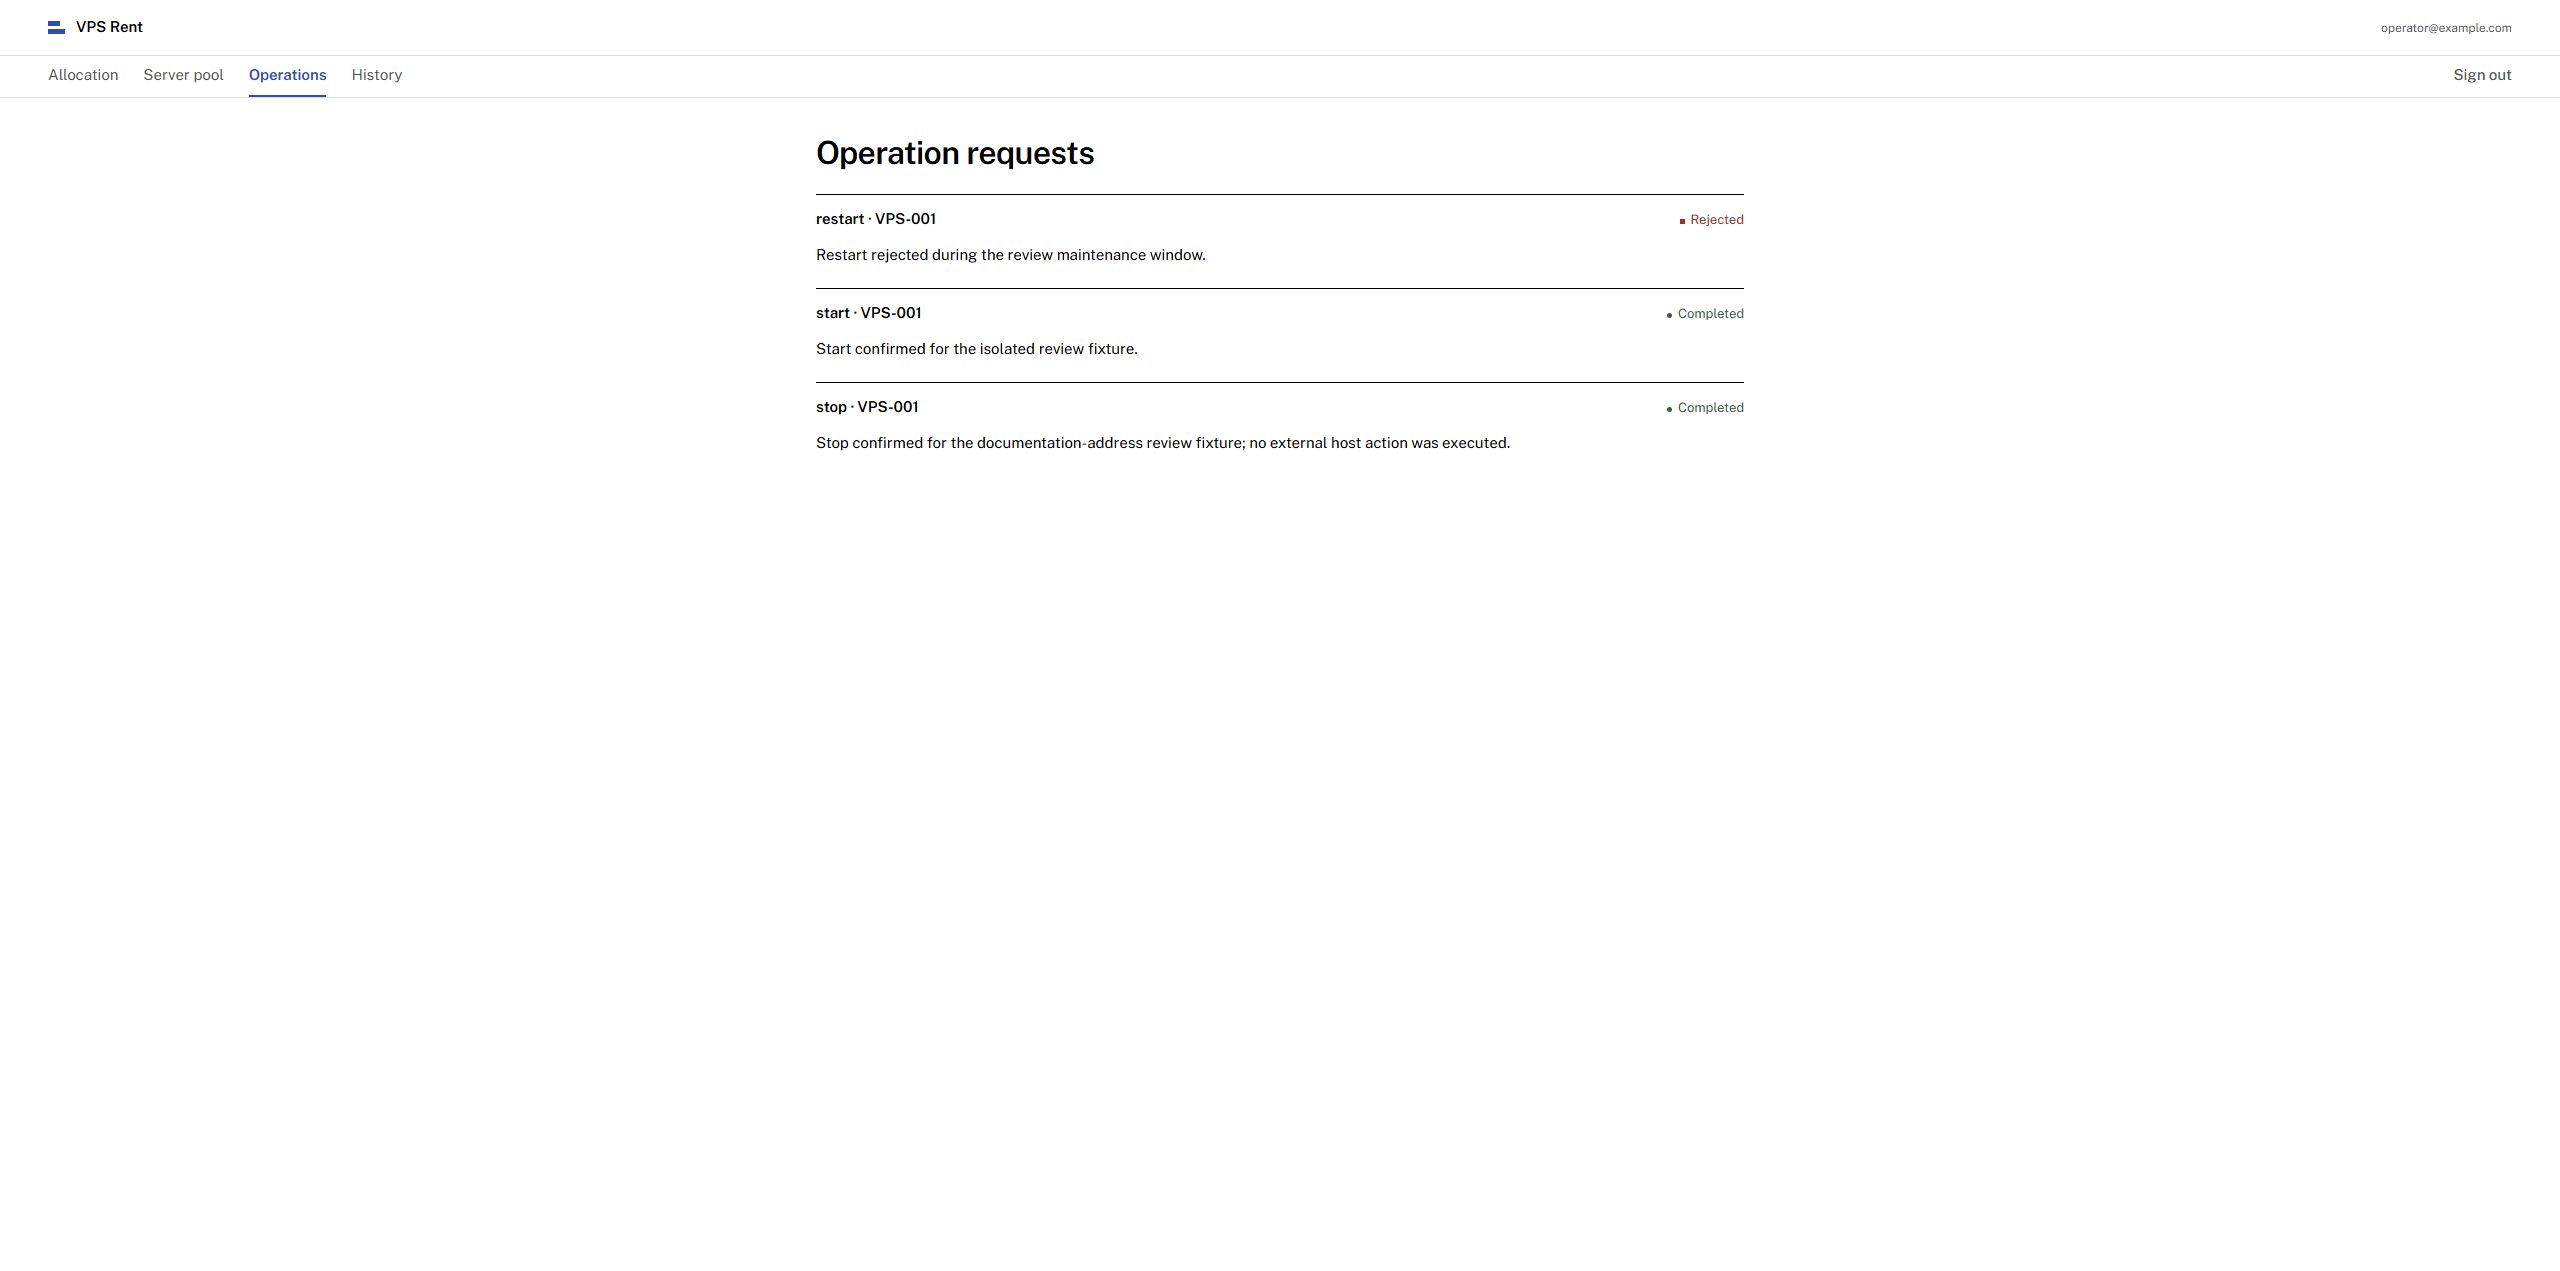 VPS Rent
operator@example.com
Allocation Server pool Operations History Sign out
Operation requests
restart · VPS-001 Rejected
Restart rejected during the review maintenance window.
start · VPS-001 Completed
Start confirmed for the isolated review fixture.
stop · VPS-001 Completed
Stop confirmed for the documentation-address review fixture; no external host action was executed.